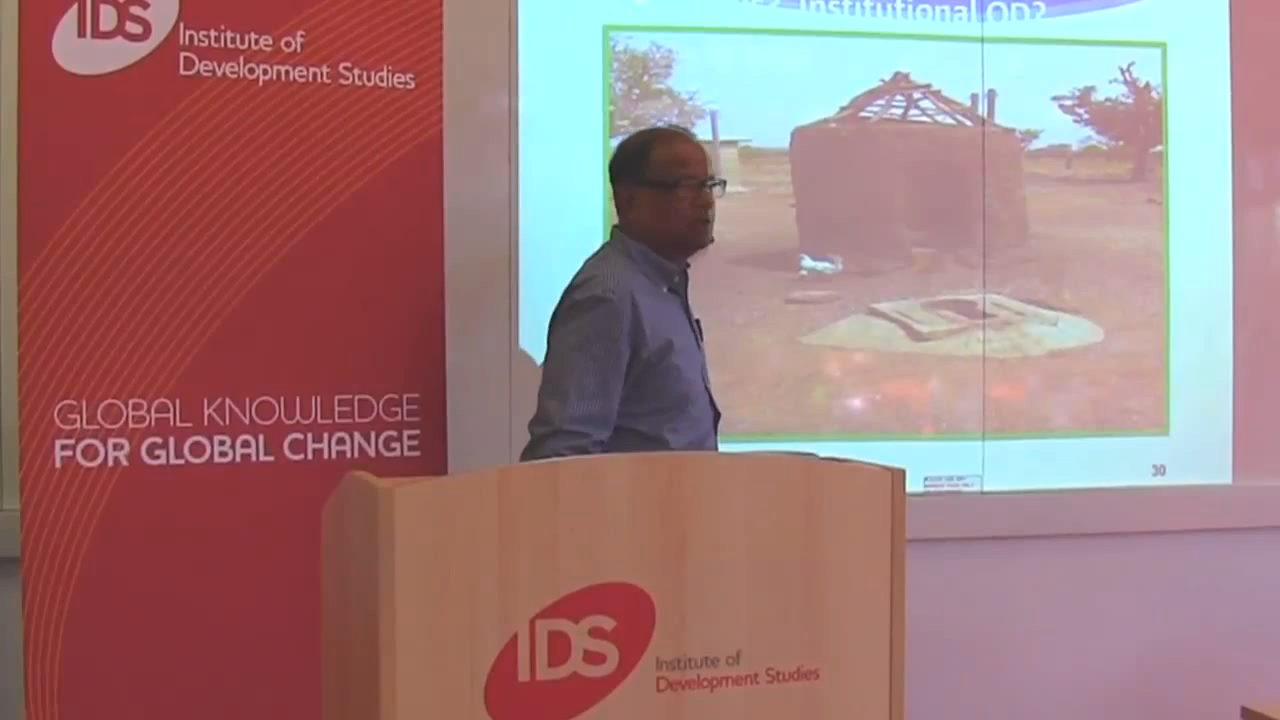 IDS
Institute of
Development Studies
GLOBAL KNOWLEDGE
FOR GLOBAL CHANGE
Institutional OD?
30
IDS
Institute of
Development Studies